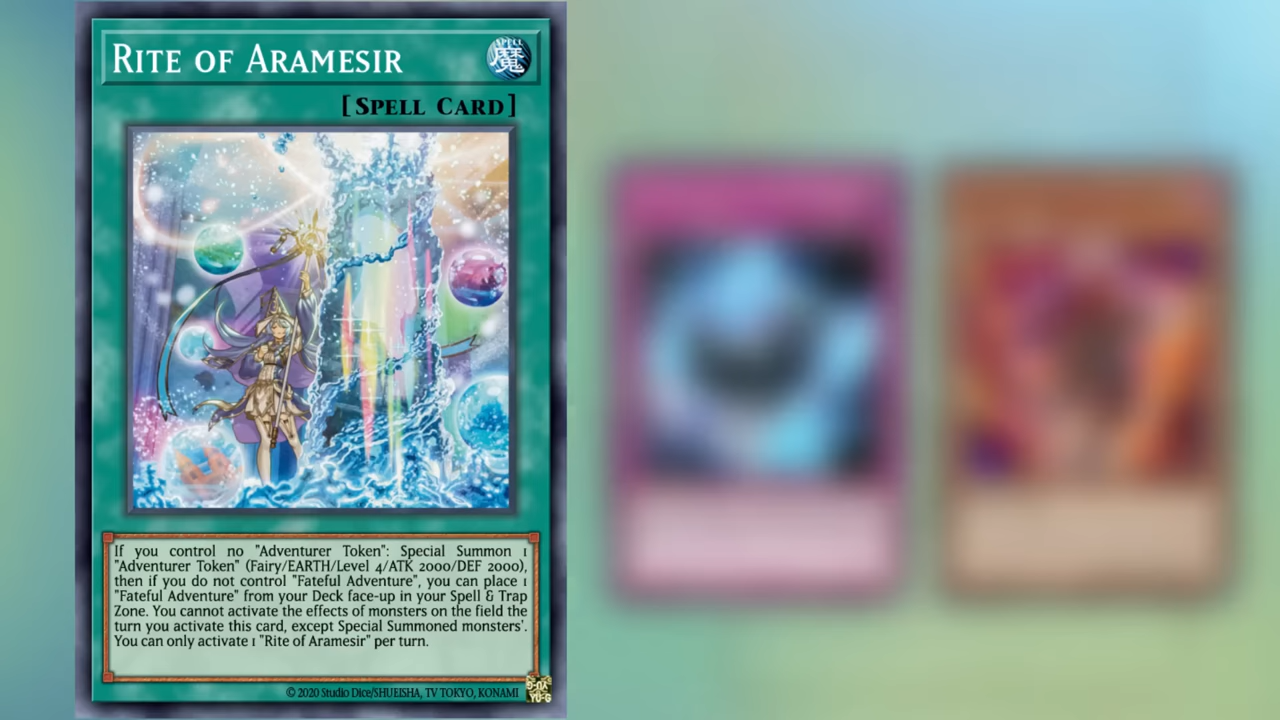 RITE OF ARAMESIR
SPELL
魔
[SPELL CARD]
If you control no "Adventurer Token": Special Summon 1
"Adventurer Token" (Fairy/EARTH/Level 4/ATK 2000/DEF 2000),
then if you do not control "Fateful Adventure", you can place 1
"Fateful Adventure" from your Deck face-up in your Spell & Trap
Zone. You cannot activate the effects of monsters on the field the
turn you activate this card, except Special Summoned monsters'.
You can only activate 1 "Rite of Aramesir" per turn.
© 2020 Studio Dice/SHUEISHA, TV TOKYO, KONAMI